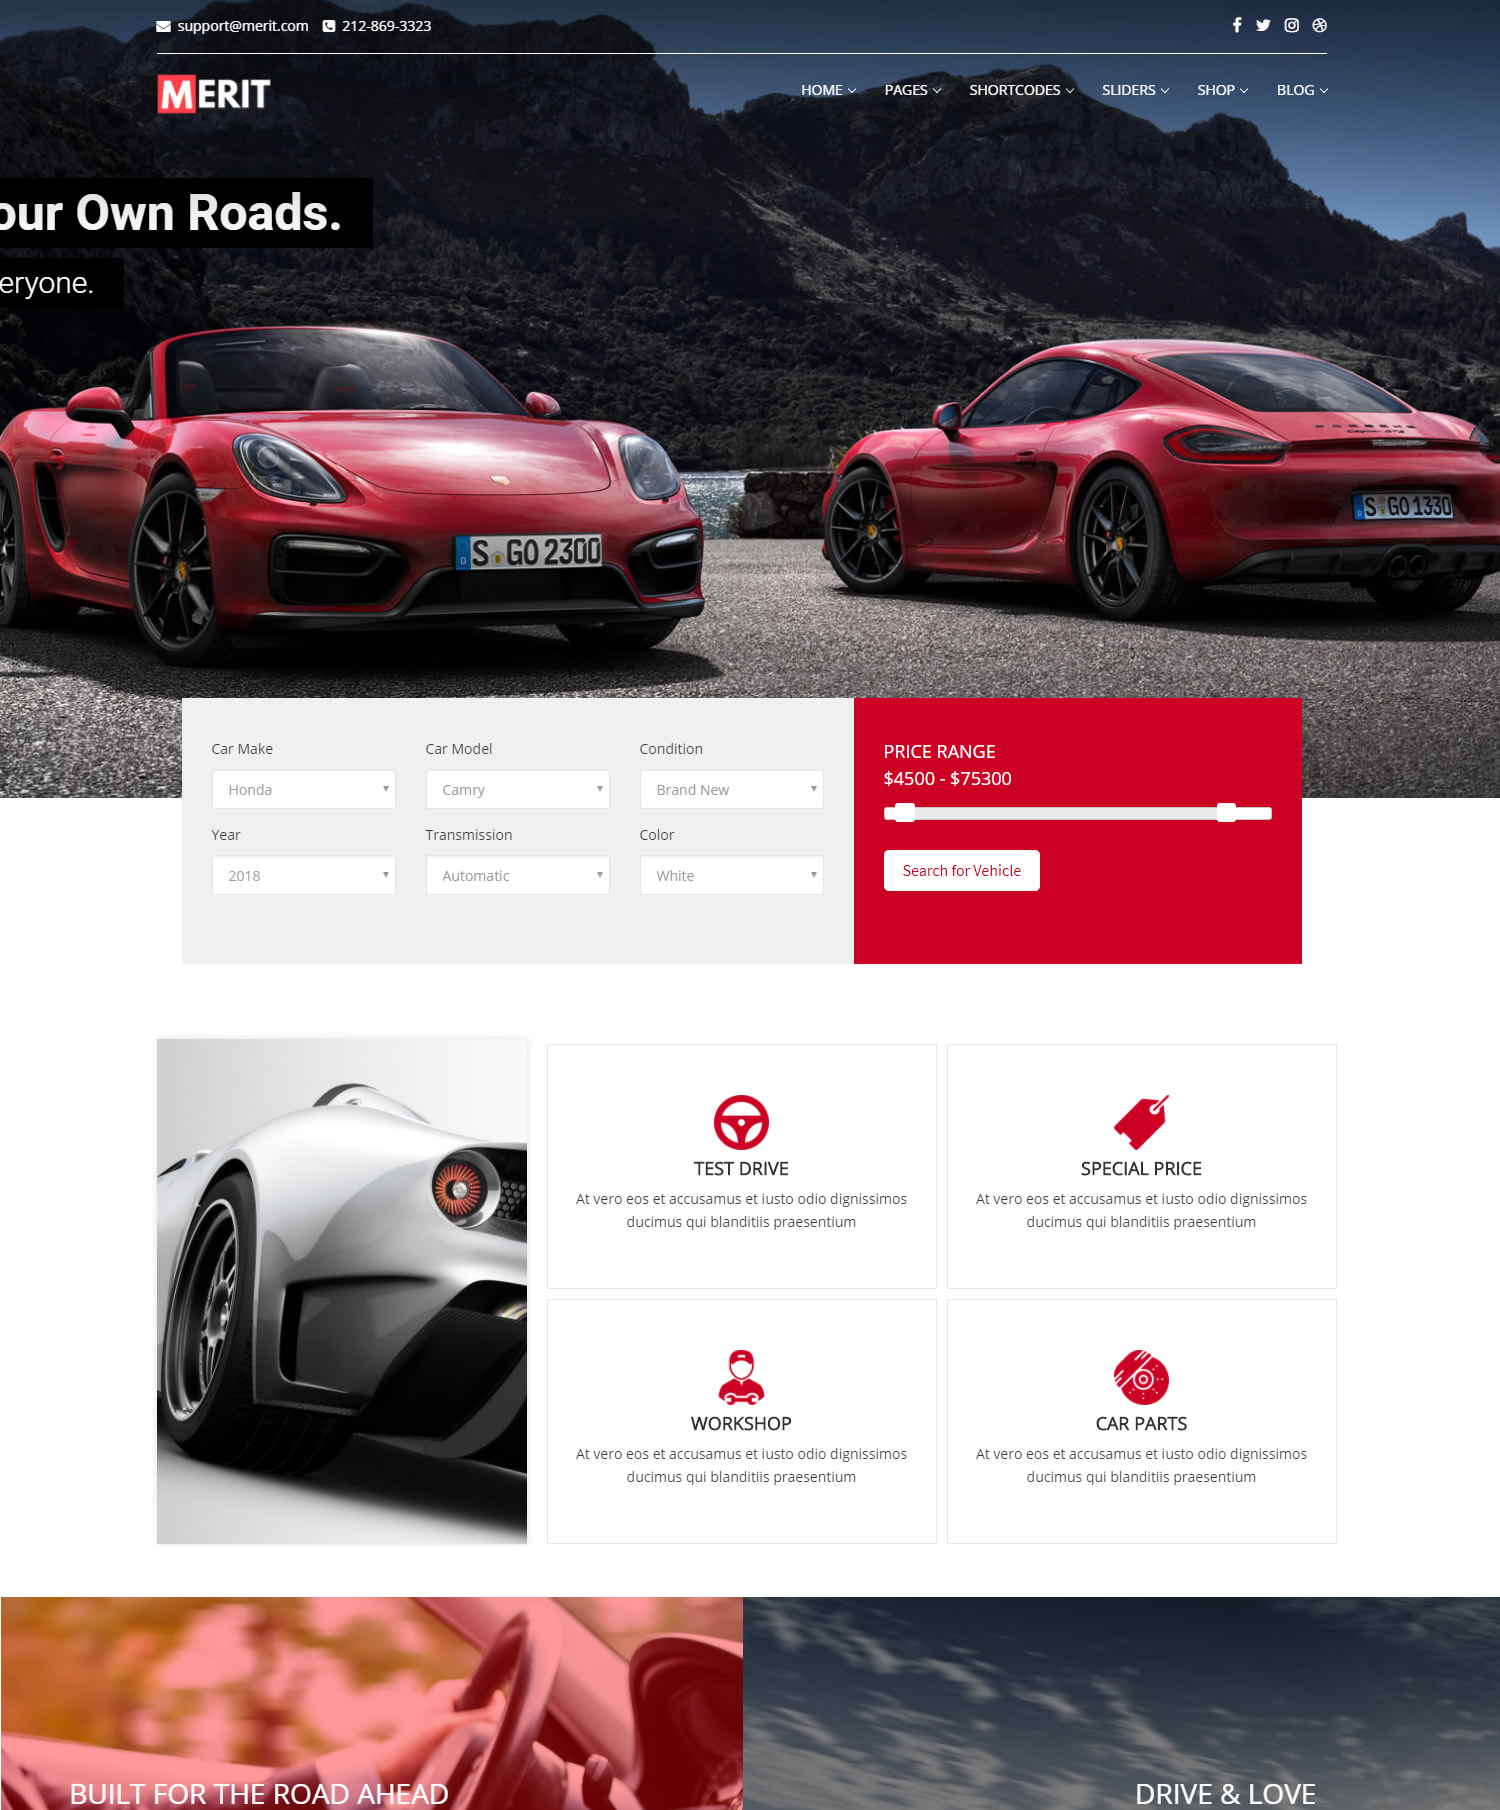 support@merit.com 212-869-3323
MERIT
HOME PAGES SHORTCODES SLIDERS SHOP BLOG
our Own Roads.
eryone.
PORSCHE
Cayman GTS
S GO 2300
S GO 1330
Car Make Car Model Condition
Honda Camry Brand New
Year Transmission Color
2018 Automatic White
PRICE RANGE
$4500 - $75300
Search for Vehicle
TEST DRIVE
At vero eos et accusamus et iusto odio dignissimos
ducimus qui blanditiis praesentium
SPECIAL PRICE
At vero eos et accusamus et iusto odio dignissimos
ducimus qui blanditiis praesentium
WORKSHOP
At vero eos et accusamus et iusto odio dignissimos
ducimus qui blanditiis praesentium
CAR PARTS
At vero eos et accusamus et iusto odio dignissimos
ducimus qui blanditiis praesentium
BUILT FOR THE ROAD AHEAD
DRIVE & LOVE